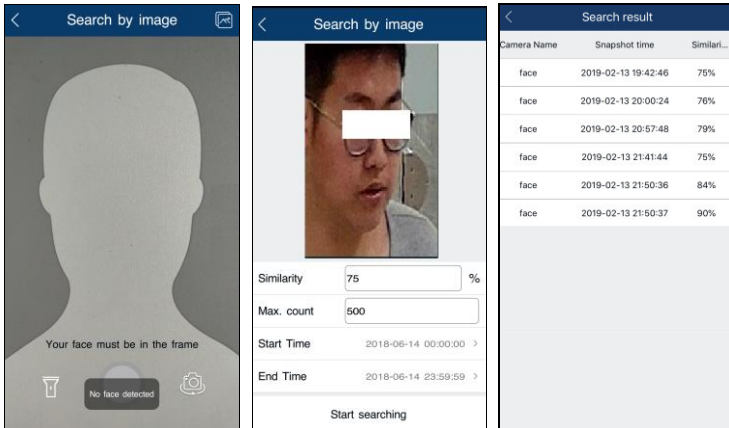 Search by image
Your face must be in the frame
No face detected
Search by image
Similarity 75 %
Max. count 500
Start Time 2018-06-14 00:00:00
End Time 2018-06-14 23:59:59
Start searching
Search result
Camera Name Snapshot time Similari...
face 2019-02-13 19:42:46 75%
face 2019-02-13 20:00:24 76%
face 2019-02-13 20:57:48 79%
face 2019-02-13 21:41:44 75%
face 2019-02-13 21:50:36 84%
face 2019-02-13 21:50:37 90%